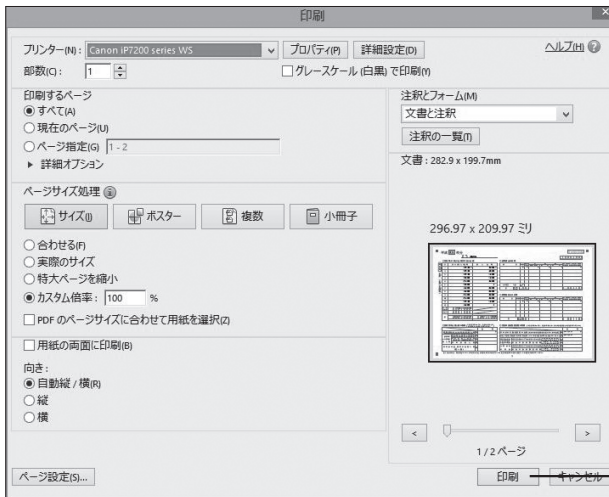 印刷
プリンター(N): Canon iP7200 series WS プロパティ(P) 詳細設定(D) ヘルプ(H)
部数(C): 1 グレースケール (白黒) で印刷(Y)
印刷するページ
すべて(A)
現在のページ(U)
ページ指定(G) 1 - 2
詳細オプション
ページサイズ処理
サイズ(I) ポスター 複数 小冊子
合わせる(F)
実際のサイズ
特大ページを縮小
カスタム倍率: 100 %
PDF のページサイズに合わせて用紙を選択(Z)
用紙の両面に印刷(B)
向き:
自動縦 / 横(R)
縦
横
注釈とフォーム(M)
文書と注釈
注釈の一覧(T)
文書: 282.9 x 199.7mm
296.97 x 209.97 ミリ
< >
1 / 2 ページ
ページ設定(S)... 印刷 キャンセル